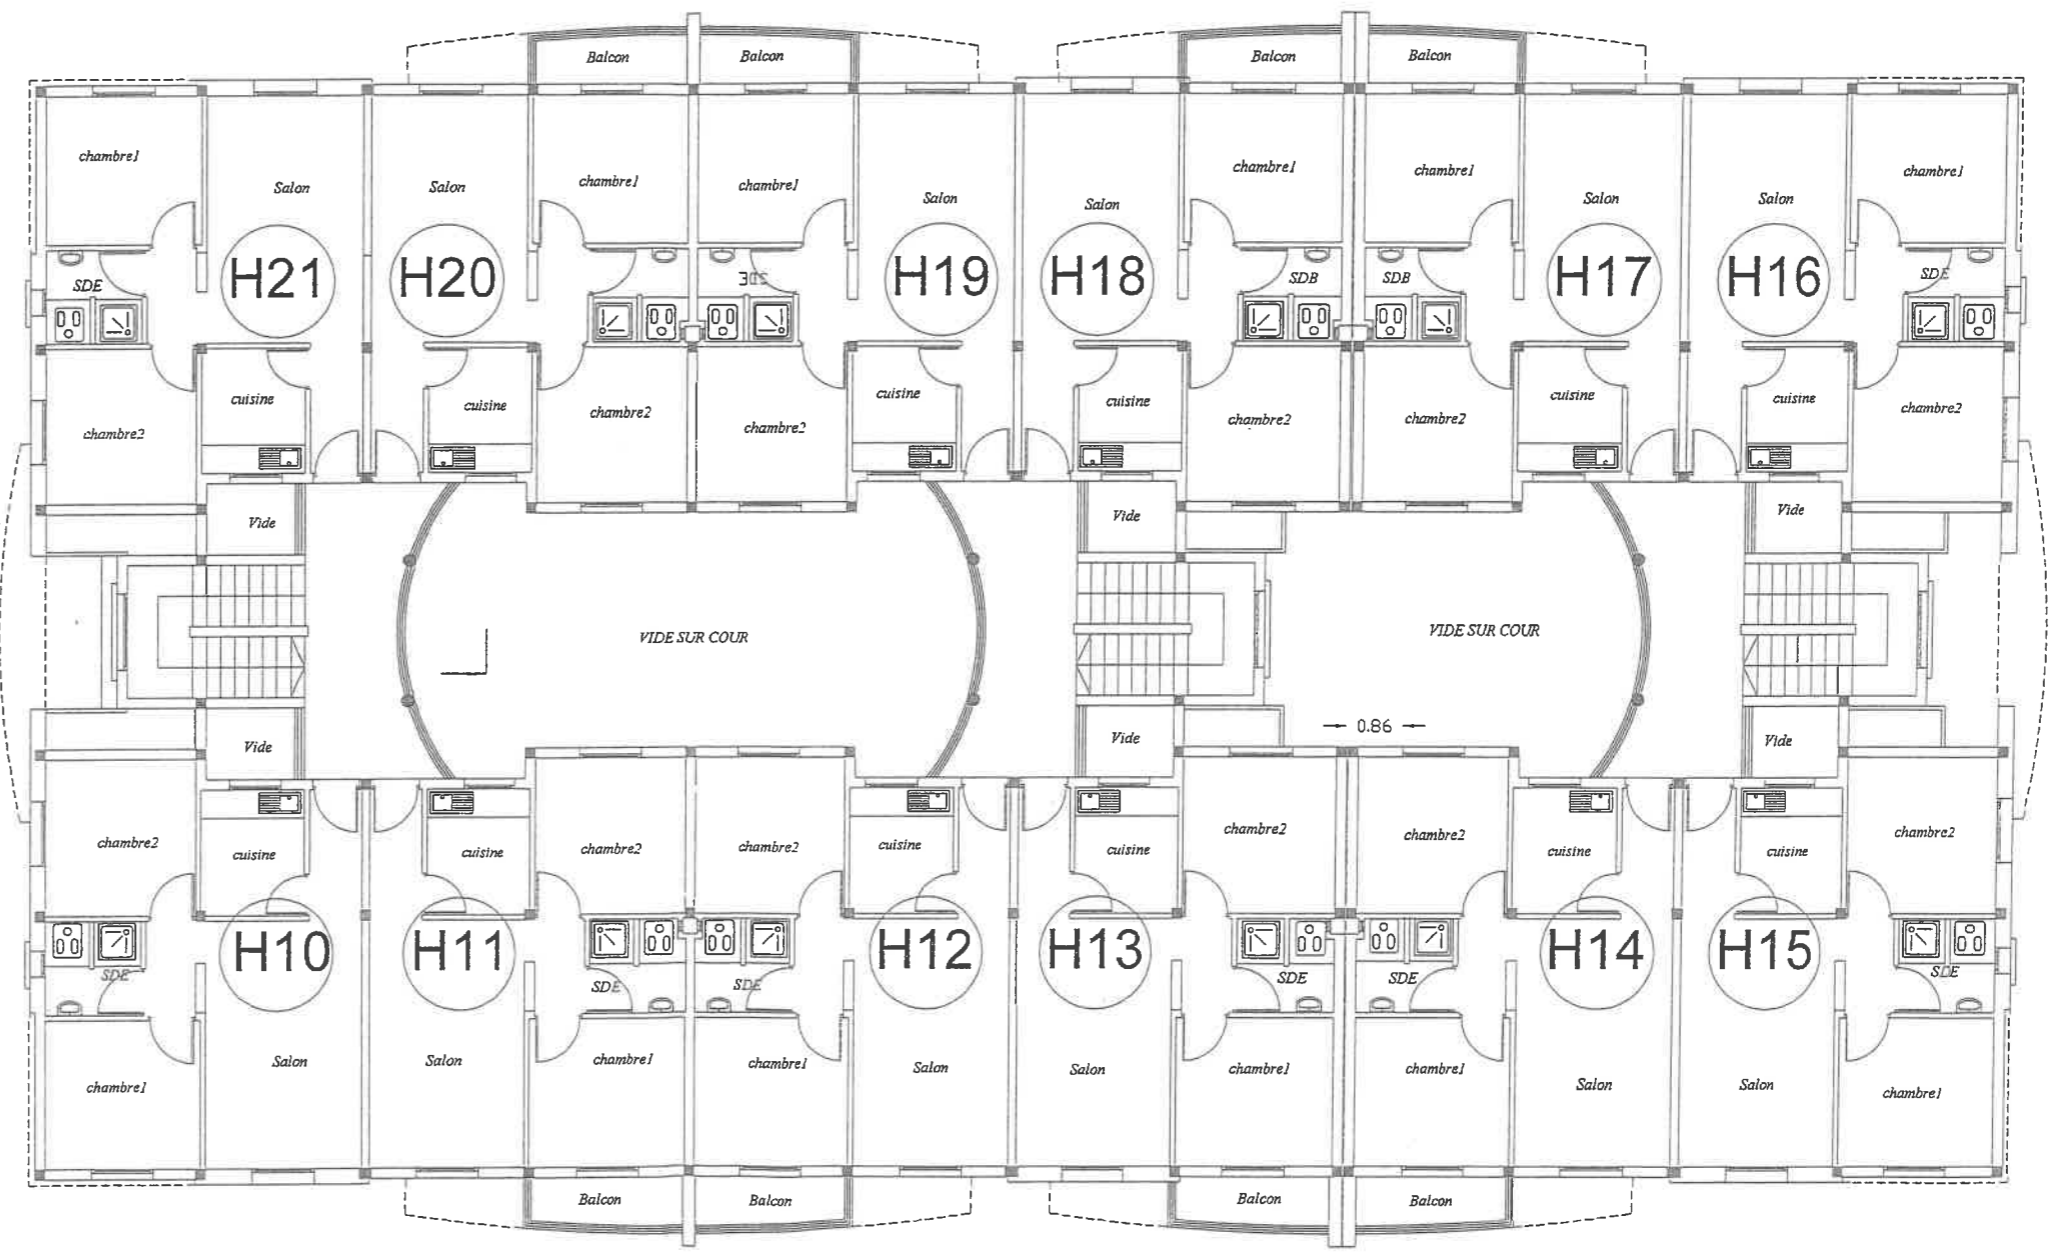 Balcon Balcon Balcon Balcon
chambre1 Salon Salon chambre1 chambre1 Salon Salon chambre1 chambre1 Salon Salon chambre1
H21 H20 H19 H18 H17 H16
SDE SDE SDB SDB SDE
cuisine cuisine cuisine cuisine cuisine cuisine
chambre2 chambre2 chambre2 chambre2 chambre2 chambre2
Vide Vide Vide
VIDE SUR COUR VIDE SUR COUR
0.86
Vide Vide Vide
chambre2 chambre2 chambre2 chambre2 chambre2 chambre2
cuisine cuisine cuisine cuisine cuisine cuisine
H10 H11 H12 H13 H14 H15
SDE SDE SDE SDE SDE SDE
Salon Salon chambre1 chambre1 Salon Salon chambre1 chambre1 Salon Salon
chambre1 chambre1
Balcon Balcon Balcon Balcon